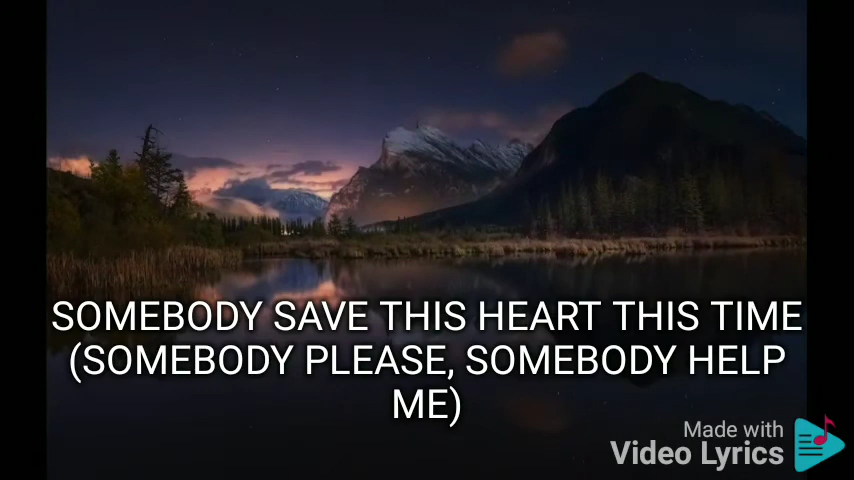 SOMEBODY SAVE THIS HEART THIS TIME
(SOMEBODY PLEASE, SOMEBODY HELP
ME)
Made with
Video Lyrics